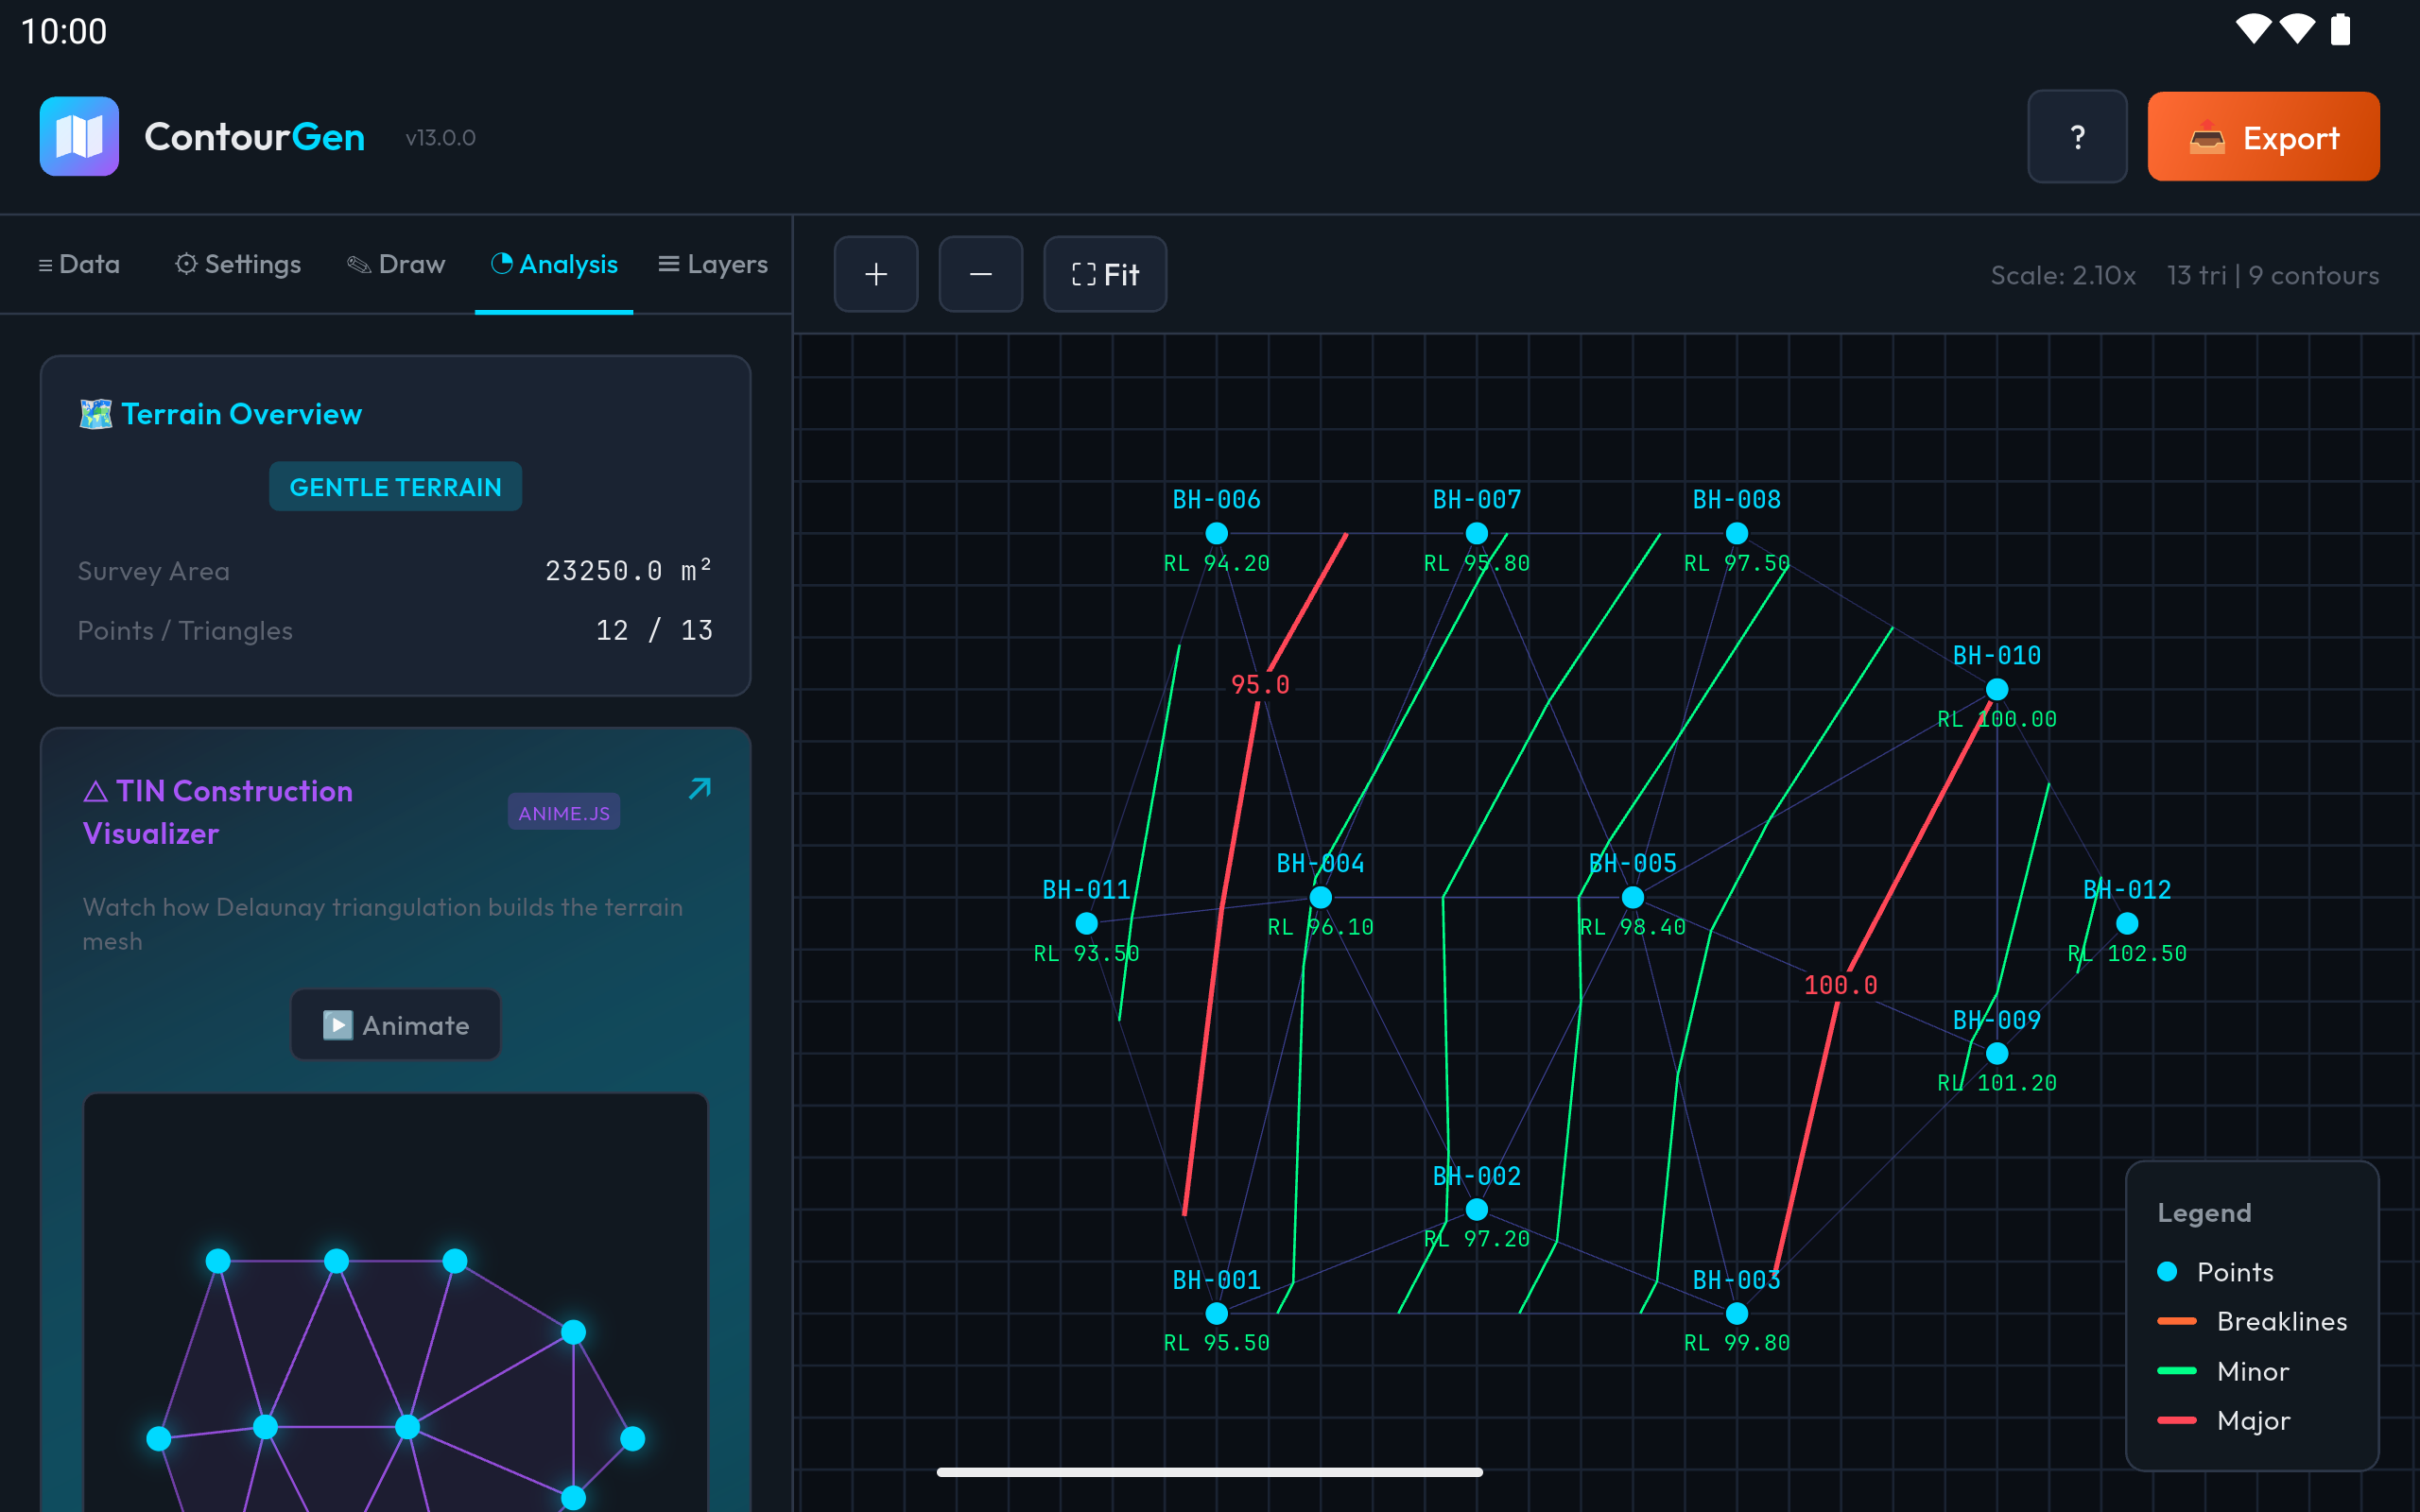 10:00
ContourGen v13.0.0
?
Export
Data
Settings
Draw
Analysis
Layers
+
−
Fit
Scale: 2.10x
13 tri | 9 contours
Terrain Overview
GENTLE TERRAIN
Survey Area 23250.0 m²
Points / Triangles 12 / 13
TIN Construction
Visualizer
ANIME.JS
Watch how Delaunay triangulation builds the terrain
mesh
Animate
BH-006
RL 94.20
BH-007
RL 95.80
BH-008
RL 97.50
BH-010
RL 100.00
95.0
BH-011
RL 93.50
BH-004
RL 96.10
BH-005
RL 98.40
BH-012
RL 102.50
100.0
BH-009
RL 101.20
BH-002
RL 97.20
BH-001
RL 95.50
BH-003
RL 99.80
Legend
Points
Breaklines
Minor
Major